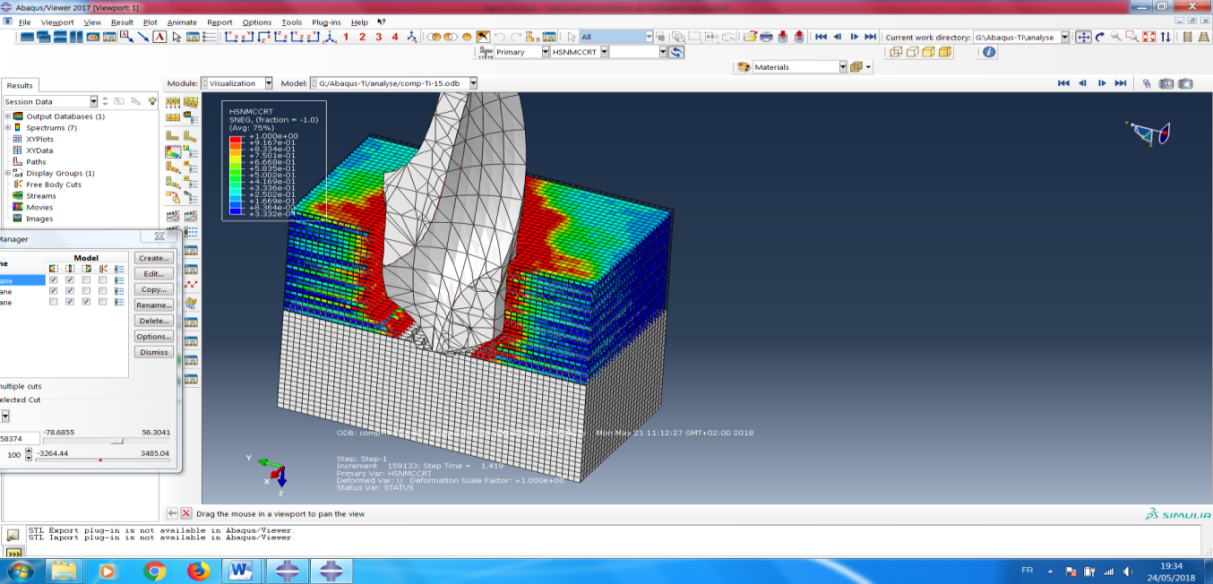 Abaqus/Viewer 2017 [Viewport: 1]
File Viewport View Result Plot Animate Report Options Tools Plug-ins Help
A 1 2 3 4 All Current work directory: G:\Abaqus-Ti\analyse
Primary HSNMCCRT
Materials
Results Module: Visualization Model: G:/Abaqus-Ti/analyse/comp-Ti-15.odb
Session Data
Output Databases (1)
Spectrums (7)
XYPlots
XYData
Paths
Display Groups (1)
Free Body Cuts
Streams
Movies
Images
HSNMCCRT
SNEG, (fraction = -1.0)
(Avg: 75%)
+1.000e+00
+9.167e-01
+8.334e-01
+7.501e-01
+6.668e-01
+5.835e-01
+5.002e-01
+4.169e-01
+3.336e-01
+2.502e-01
+1.669e-01
+8.364e-0
+3.332e-0
Manager
Model
Create...
Edit...
Copy...
Rename...
Delete...
Options...
Dismiss
ultiple cuts
elected Cut
58374 -78.6855 56.3041
100 -3264.44 3485.04
ODB: comp Mon May 21 11:12:27 GMT+02:00 2018
Step: Step-1
Increment 159133: Step Time = 1.419
Primary Var: HSNMCCRT
Deformed Var: U Deformation Scale Factor: +1.000e+00
Status Var: STATUS
Y
X
Z
Drag the mouse in a viewport to pan the view
SIMULIA
STL Export plug-in is not available in Abaqus/Viewer.
STL Import plug-in is not available in Abaqus/Viewer.
>>>
W
FR 19:34
24/05/2018